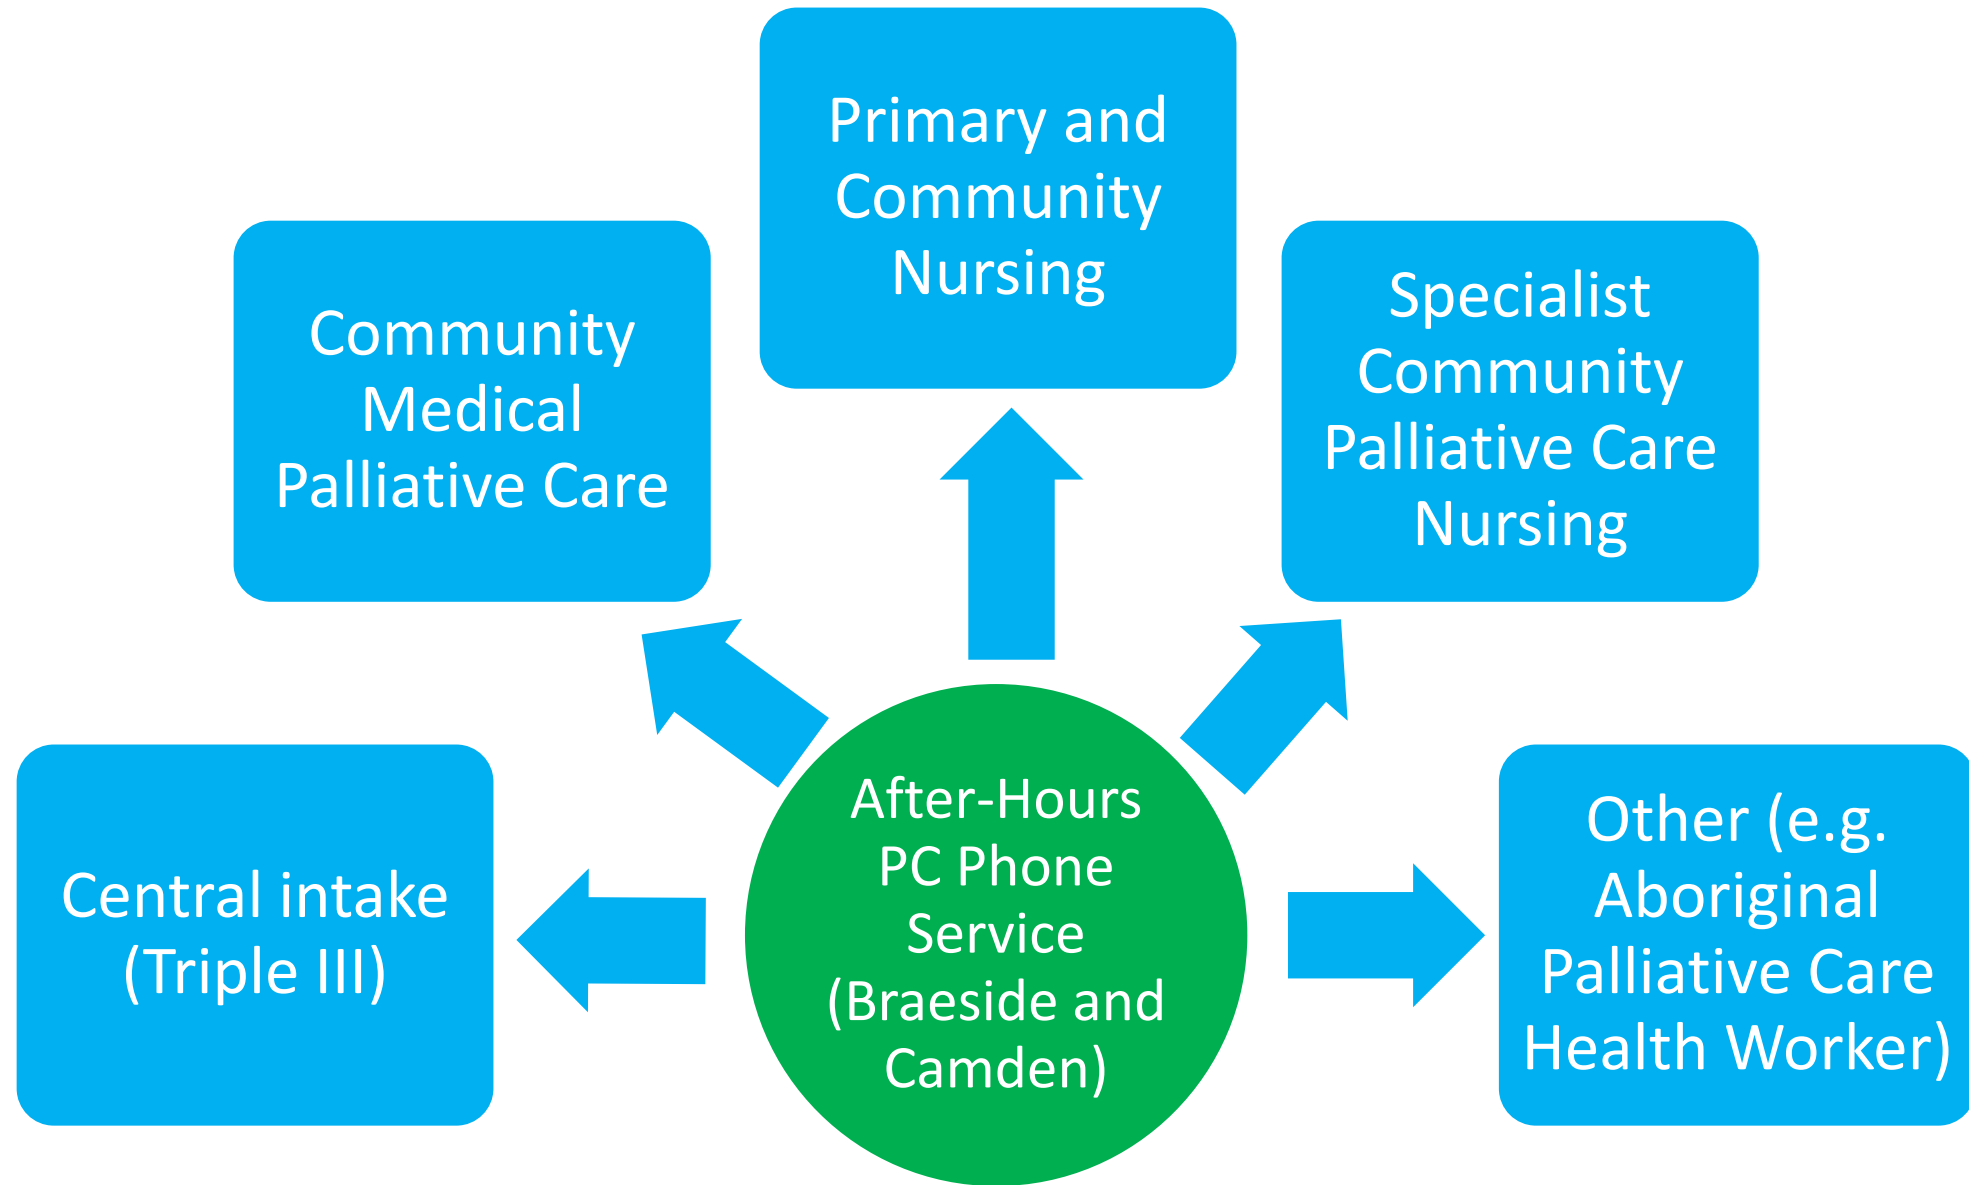 Primary and
Community
Nursing
Community
Medical
Palliative Care
Specialist
Community
Palliative Care
Nursing
Central intake
(Triple III)
After-Hours
PC Phone
Service
(Braeside and
Camden)
Other (e.g.
Aboriginal
Palliative Care
Health Worker)